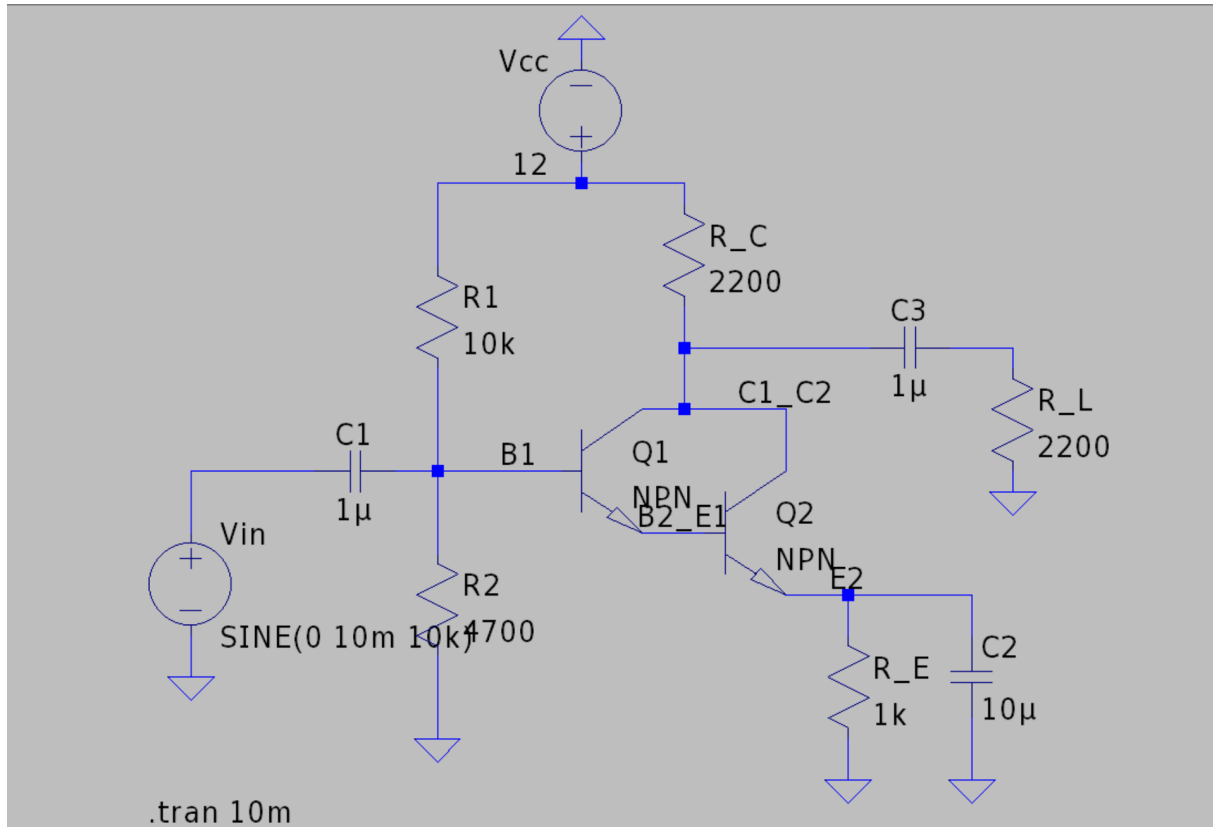 Vcc
12
R_C
2200
R1
10k
C3
1µ
C1_C2
R_L
2200
C1
1µ
B1
Q1
NPN
B2_E1
Q2
NPN
Vin
SINE(0 10m 10k)
R2
4700
E2
C2
10µ
R_E
1k
.tran 10m